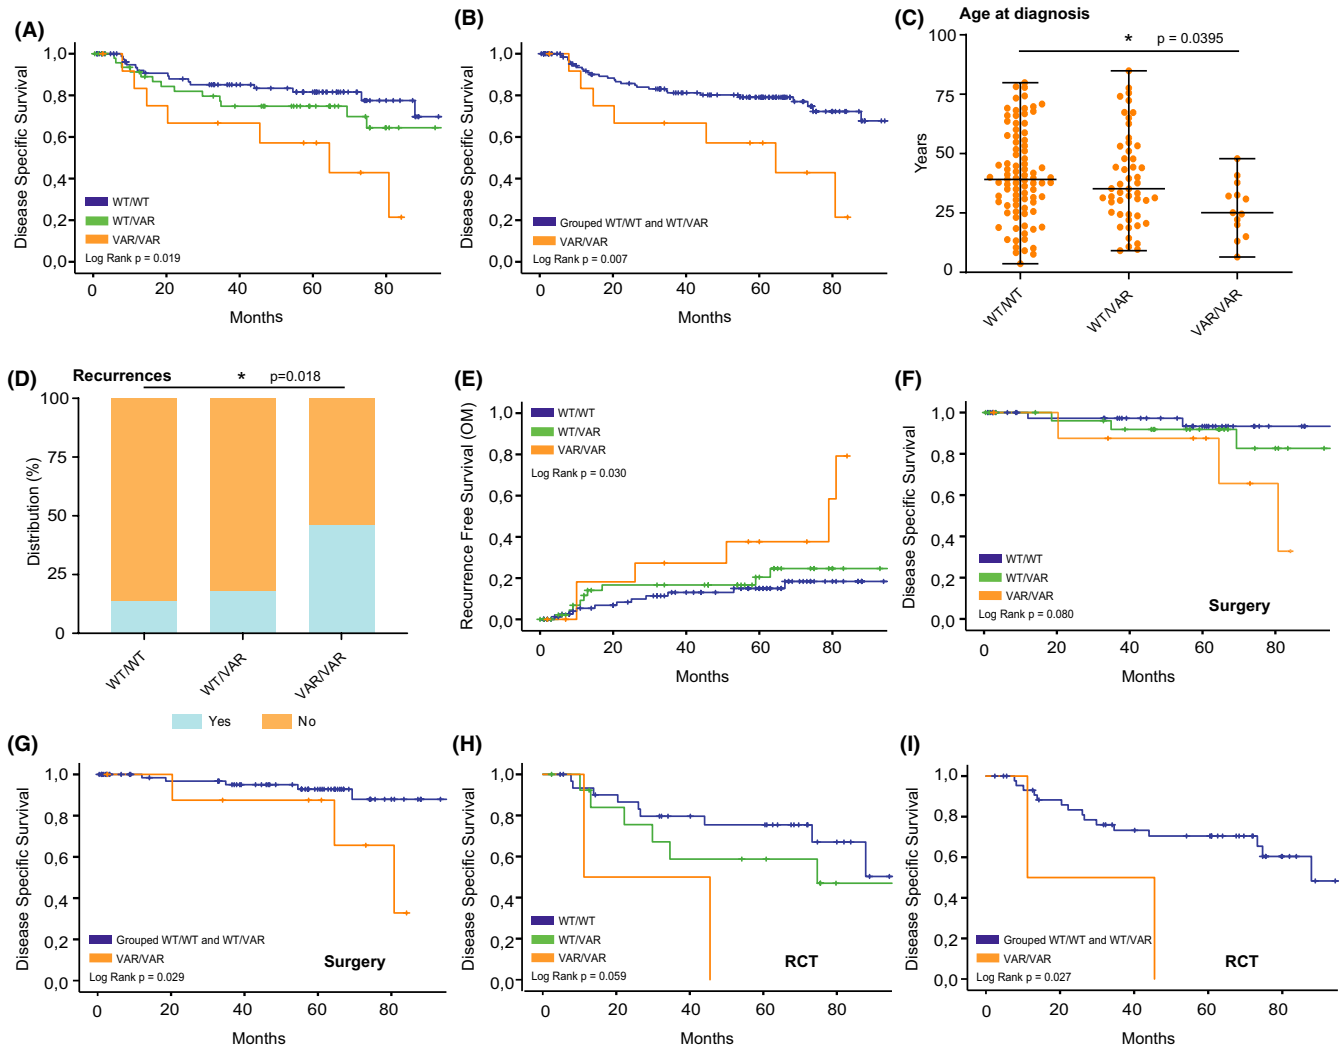 (A)
1,0
0,8
0,6
0,4
0,2
0,0
Disease Specific Survival
WT/WT
WT/VAR
VAR/VAR
Log Rank p = 0.019
0 20 40 60 80
Months
(B)
1,0
0,8
0,6
0,4
0,2
0,0
Disease Specific Survival
Grouped WT/WT and WT/VAR
VAR/VAR
Log Rank p = 0.007
0 20 40 60 80
Months
(C)
Age at diagnosis
* p = 0.0395
100
75
50
25
0
Years
WT/WT
WT/VAR
VAR/VAR
(D)
Recurrences
* p=0.018
100
75
50
25
0
Distribution (%)
WT/WT
WT/VAR
VAR/VAR
Yes No
(E)
1,0
0,8
0,6
0,4
0,2
0,0
Recurrence Free Survival (OM)
WT/WT
WT/VAR
VAR/VAR
Log Rank p = 0.030
0 20 40 60 80
Months
(F)
1,0
0,8
0,6
0,4
0,2
0,0
Disease Specific Survival
WT/WT
WT/VAR
VAR/VAR
Log Rank p = 0.080
Surgery
0 20 40 60 80
Months
(G)
1,0
0,8
0,6
0,4
0,2
0,0
Disease Specific Survival
Grouped WT/WT and WT/VAR
VAR/VAR
Log Rank p = 0.029
Surgery
0 20 40 60 80
Months
(H)
1,0
0,8
0,6
0,4
0,2
0,0
Disease Specific Survival
WT/WT
WT/VAR
VAR/VAR
Log Rank p = 0.059
RCT
0 20 40 60 80
Months
(I)
1,0
0,8
0,6
0,4
0,2
0,0
Disease Specific Survival
Grouped WT/WT and WT/VAR
VAR/VAR
Log Rank p = 0.027
RCT
0 20 40 60 80
Months